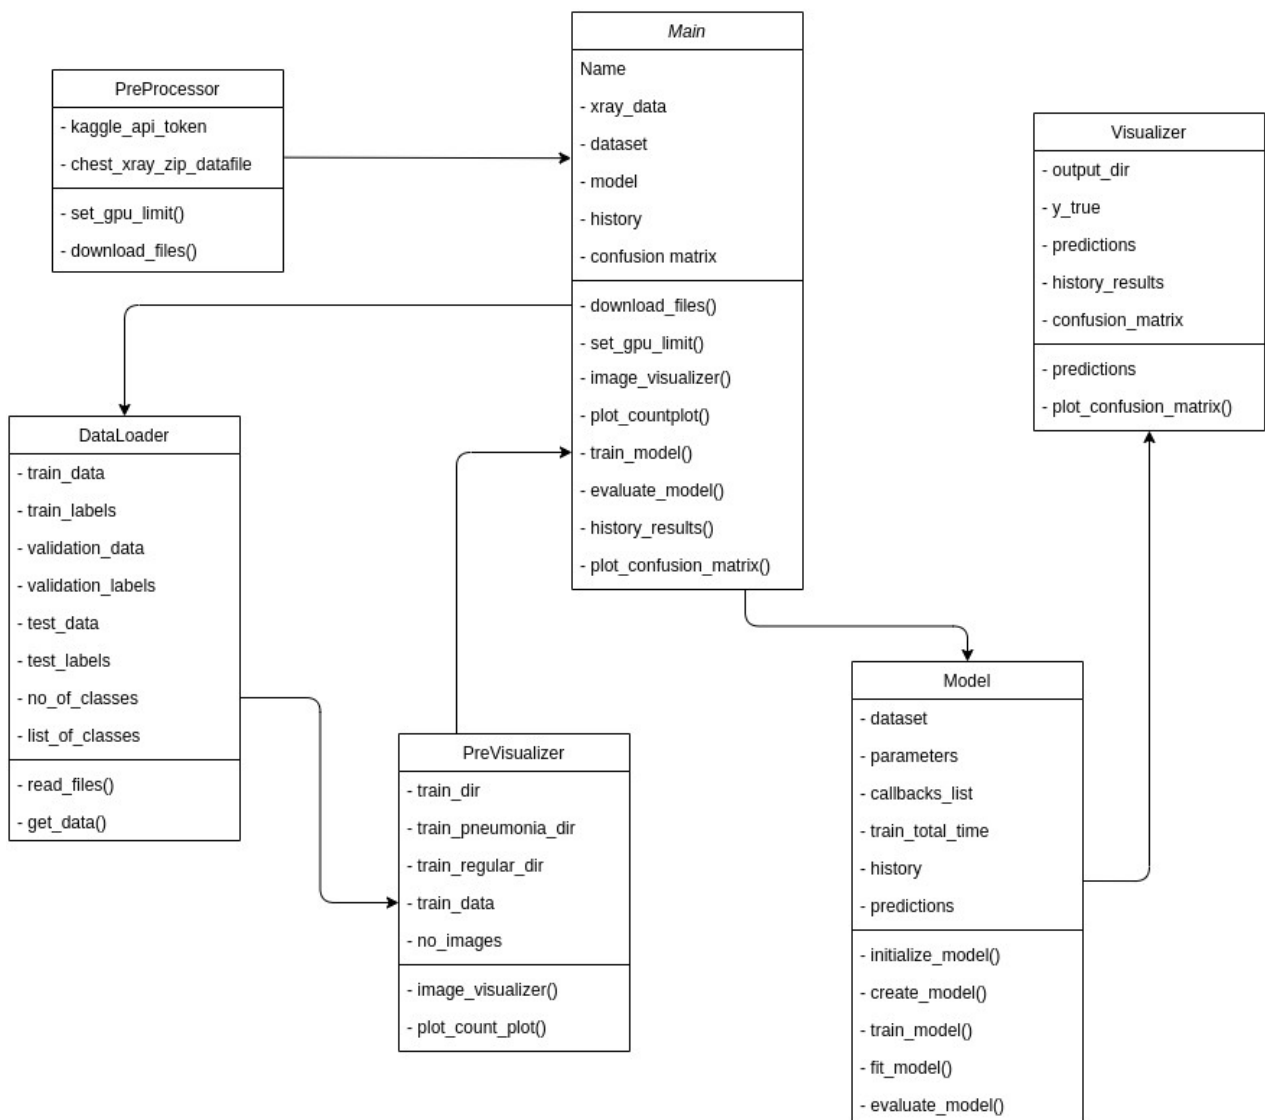 PreProcessor
- kaggle_api_token
- chest_xray_zip_datafile
- set_gpu_limit()
- download_files()
Main
Name
- xray_data
- dataset
- model
- history
- confusion matrix
- download_files()
- set_gpu_limit()
- image_visualizer()
- plot_countplot()
- train_model()
- evaluate_model()
- history_results()
- plot_confusion_matrix()
Visualizer
- output_dir
- y_true
- predictions
- history_results
- confusion_matrix
- predictions
- plot_confusion_matrix()
DataLoader
- train_data
- train_labels
- validation_data
- validation_labels
- test_data
- test_labels
- no_of_classes
- list_of_classes
- read_files()
- get_data()
PreVisualizer
- train_dir
- train_pneumonia_dir
- train_regular_dir
- train_data
- no_images
- image_visualizer()
- plot_count_plot()
Model
- dataset
- parameters
- callbacks_list
- train_total_time
- history
- predictions
- initialize_model()
- create_model()
- train_model()
- fit_model()
- evaluate_model()